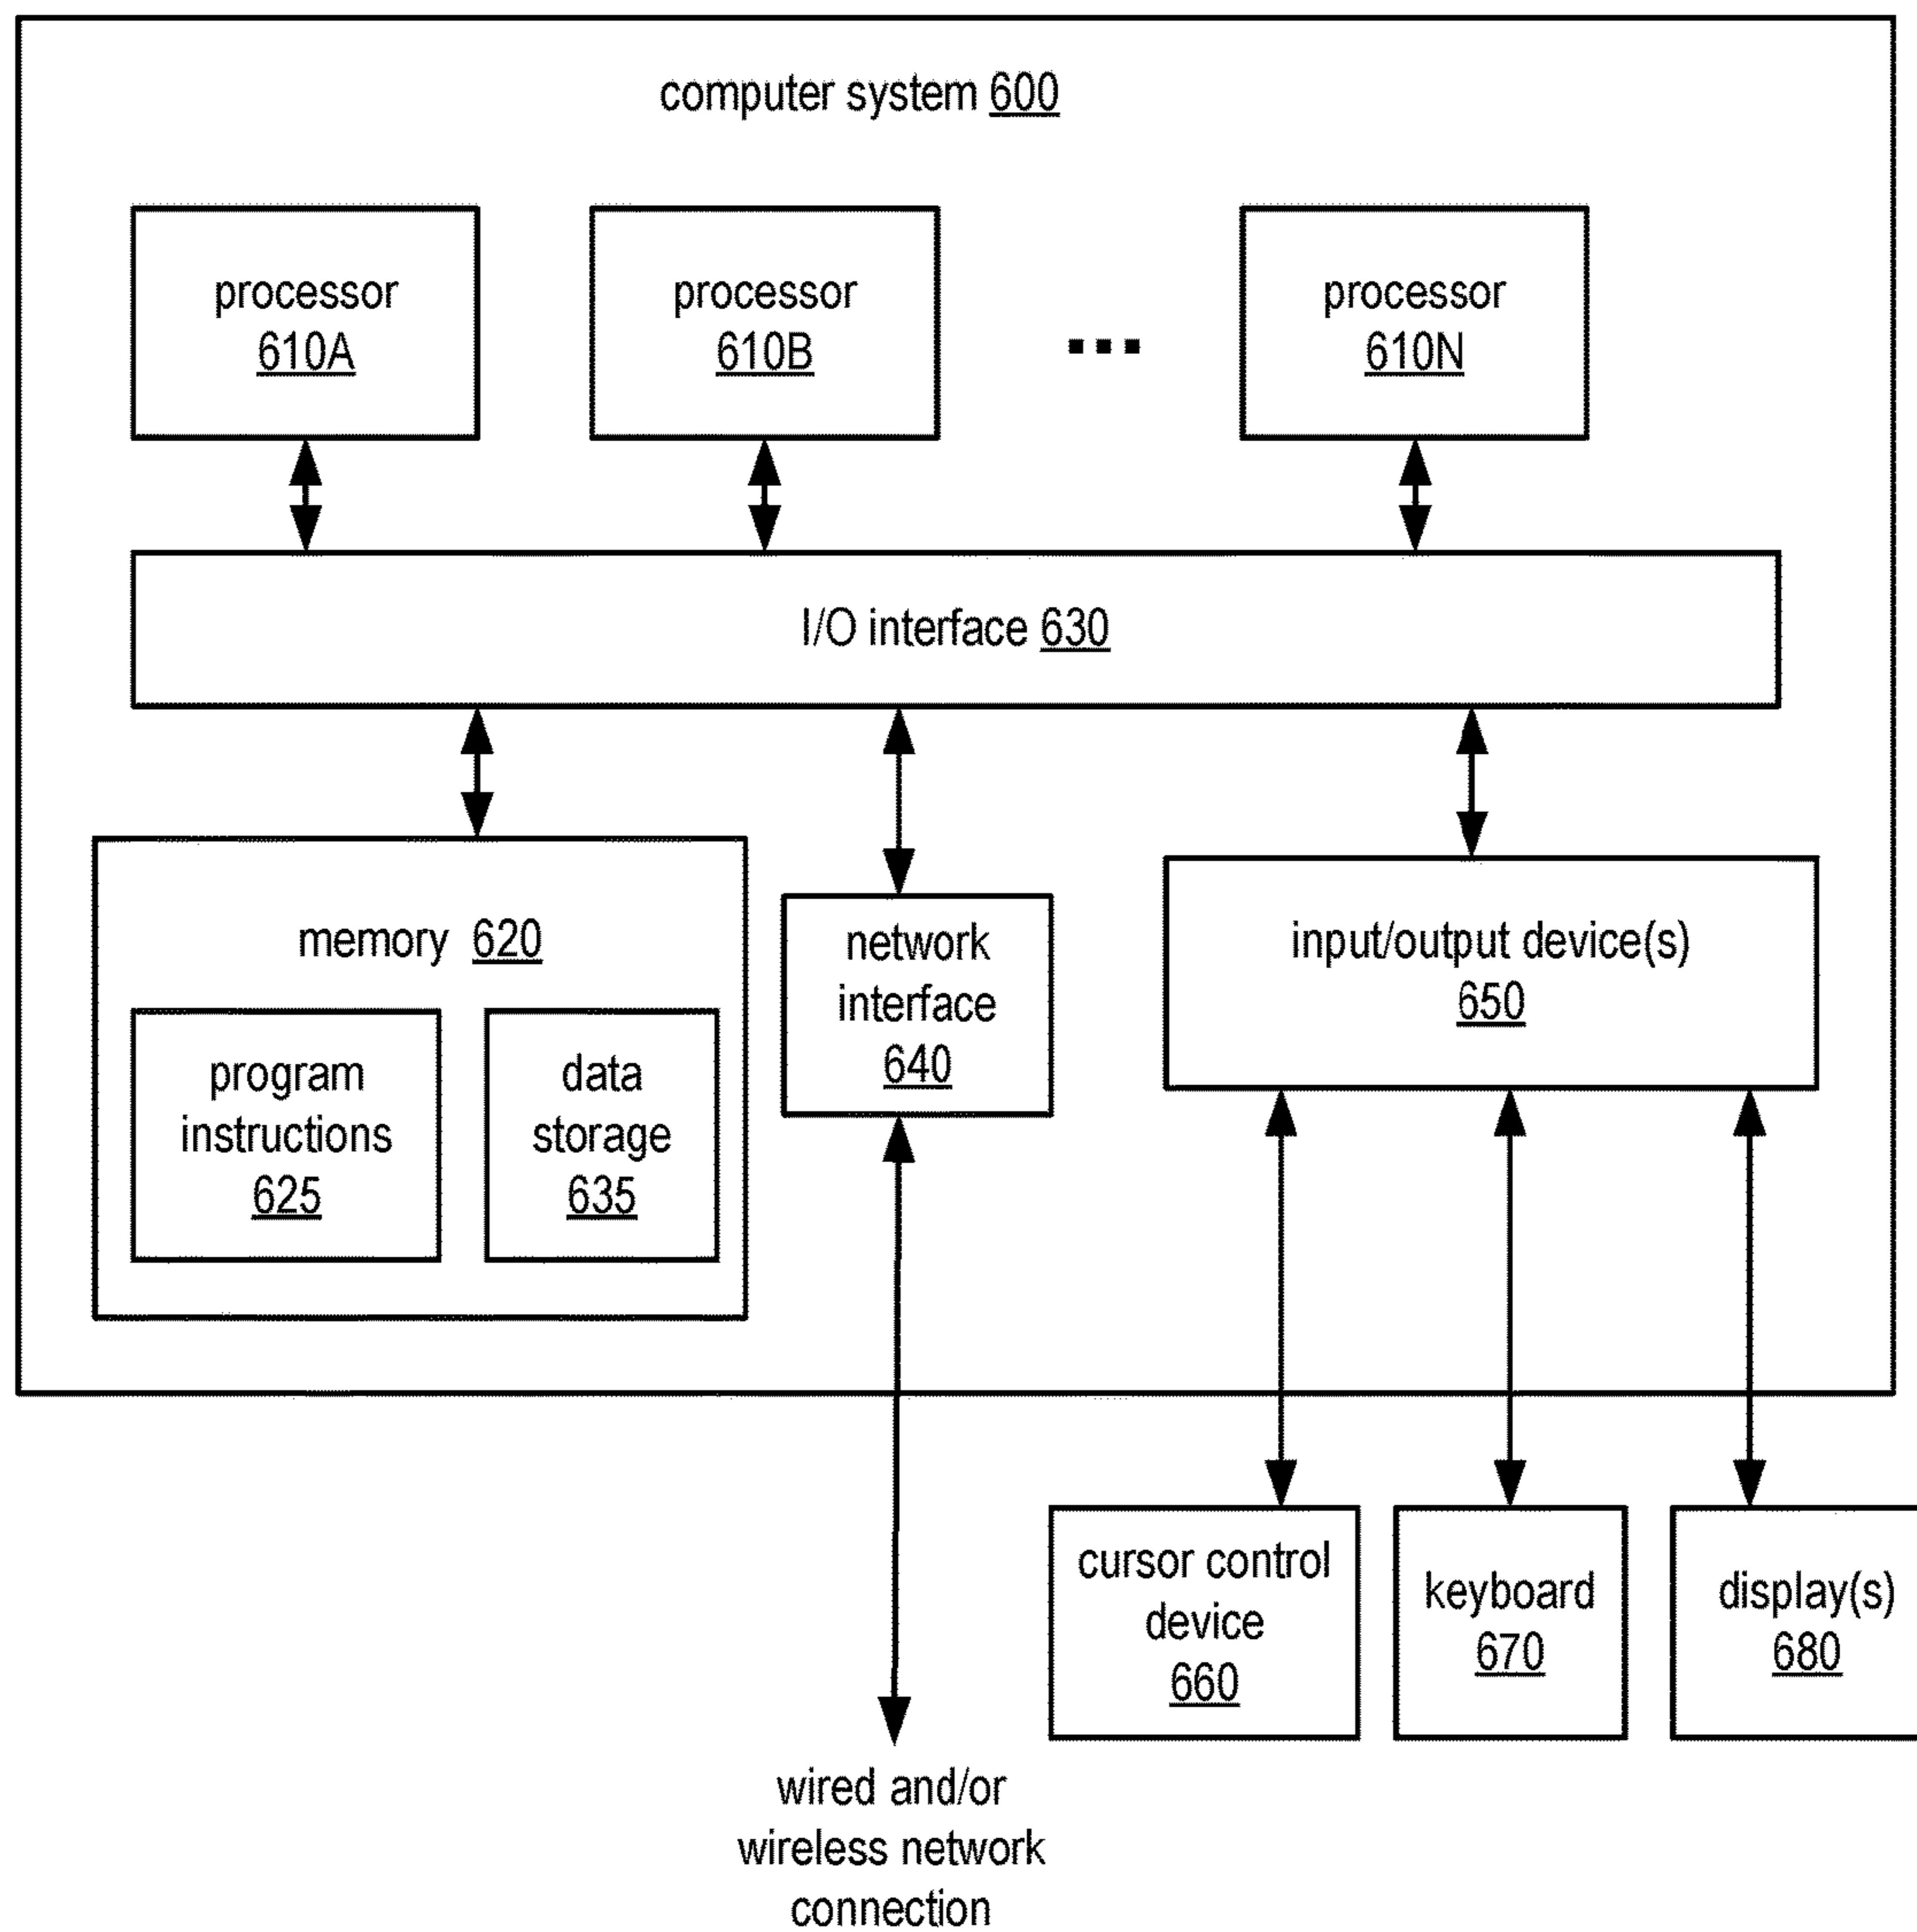 computer system 600
processor
610A
processor
610B
...
processor
610N
I/O interface 630
memory 620
program
instructions
625
data
storage
635
network
interface
640
input/output device(s)
650
cursor control
device
660
keyboard
670
display(s)
680
wired and/or
wireless network
connection